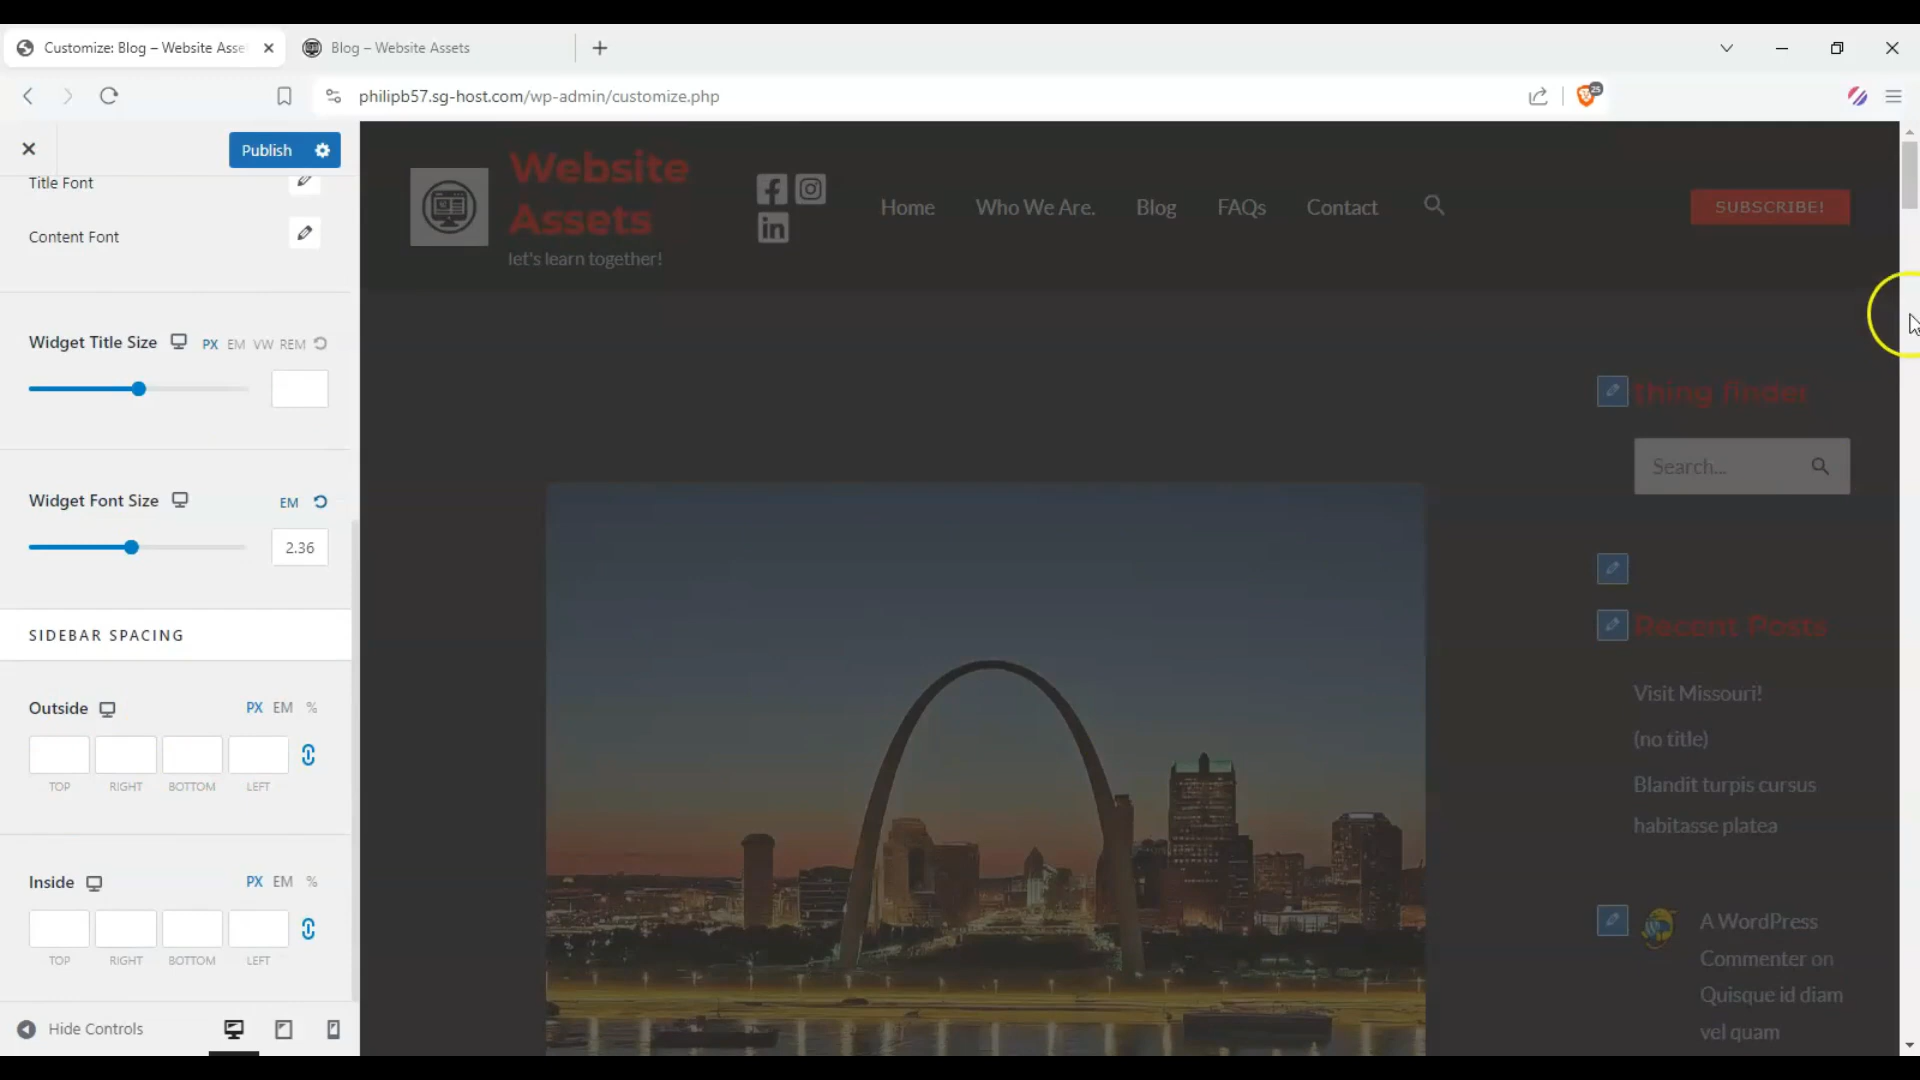 Customize: Blog – Website Asse
Blog – Website Assets
philipb57.sg-host.com/wp-admin/customize.php
25
Publish
Title Font
Content Font
Widget Title Size PX EM VW REM
Widget Font Size EM
2.36
SIDEBAR SPACING
Outside PX EM %
TOP RIGHT BOTTOM LEFT
Inside PX EM %
TOP RIGHT BOTTOM LEFT
Hide Controls
Website
Assets
let's learn together!
Home Who We Are. Blog FAQs Contact
SUBSCRIBE!
thing finder
Search...
Recent Posts
Visit Missouri!
(no title)
Blandit turpis cursus
habitasse platea
A WordPress
Commenter on
Quisque id diam
vel quam